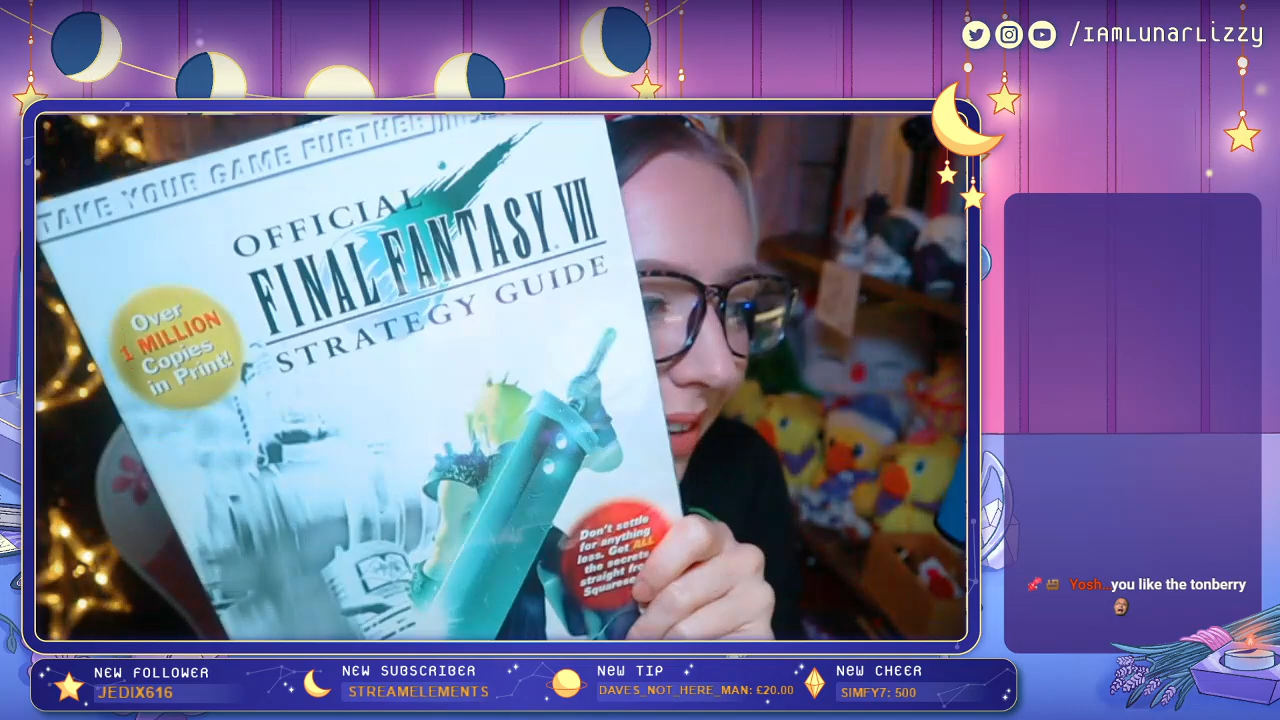 /IAMLUNARLIZZY
TAKE YOUR GAME FURTHER
OFFICIAL
FINAL FANTASY. VII
STRATEGY GUIDE
Over
1 MILLION
Copies
in Print!
Don't settle
for anything
less. Get ALL
the secrets
straight
Yosh..you like the tonberry
NEW FOLLOWER
JEDIX616
NEW SUBSCRIBER
STREAMELEMENTS
NEW TIP
DAVES_NOT_HERE_MAN: £20.00
NEW CHEER
SIMFY7: 500